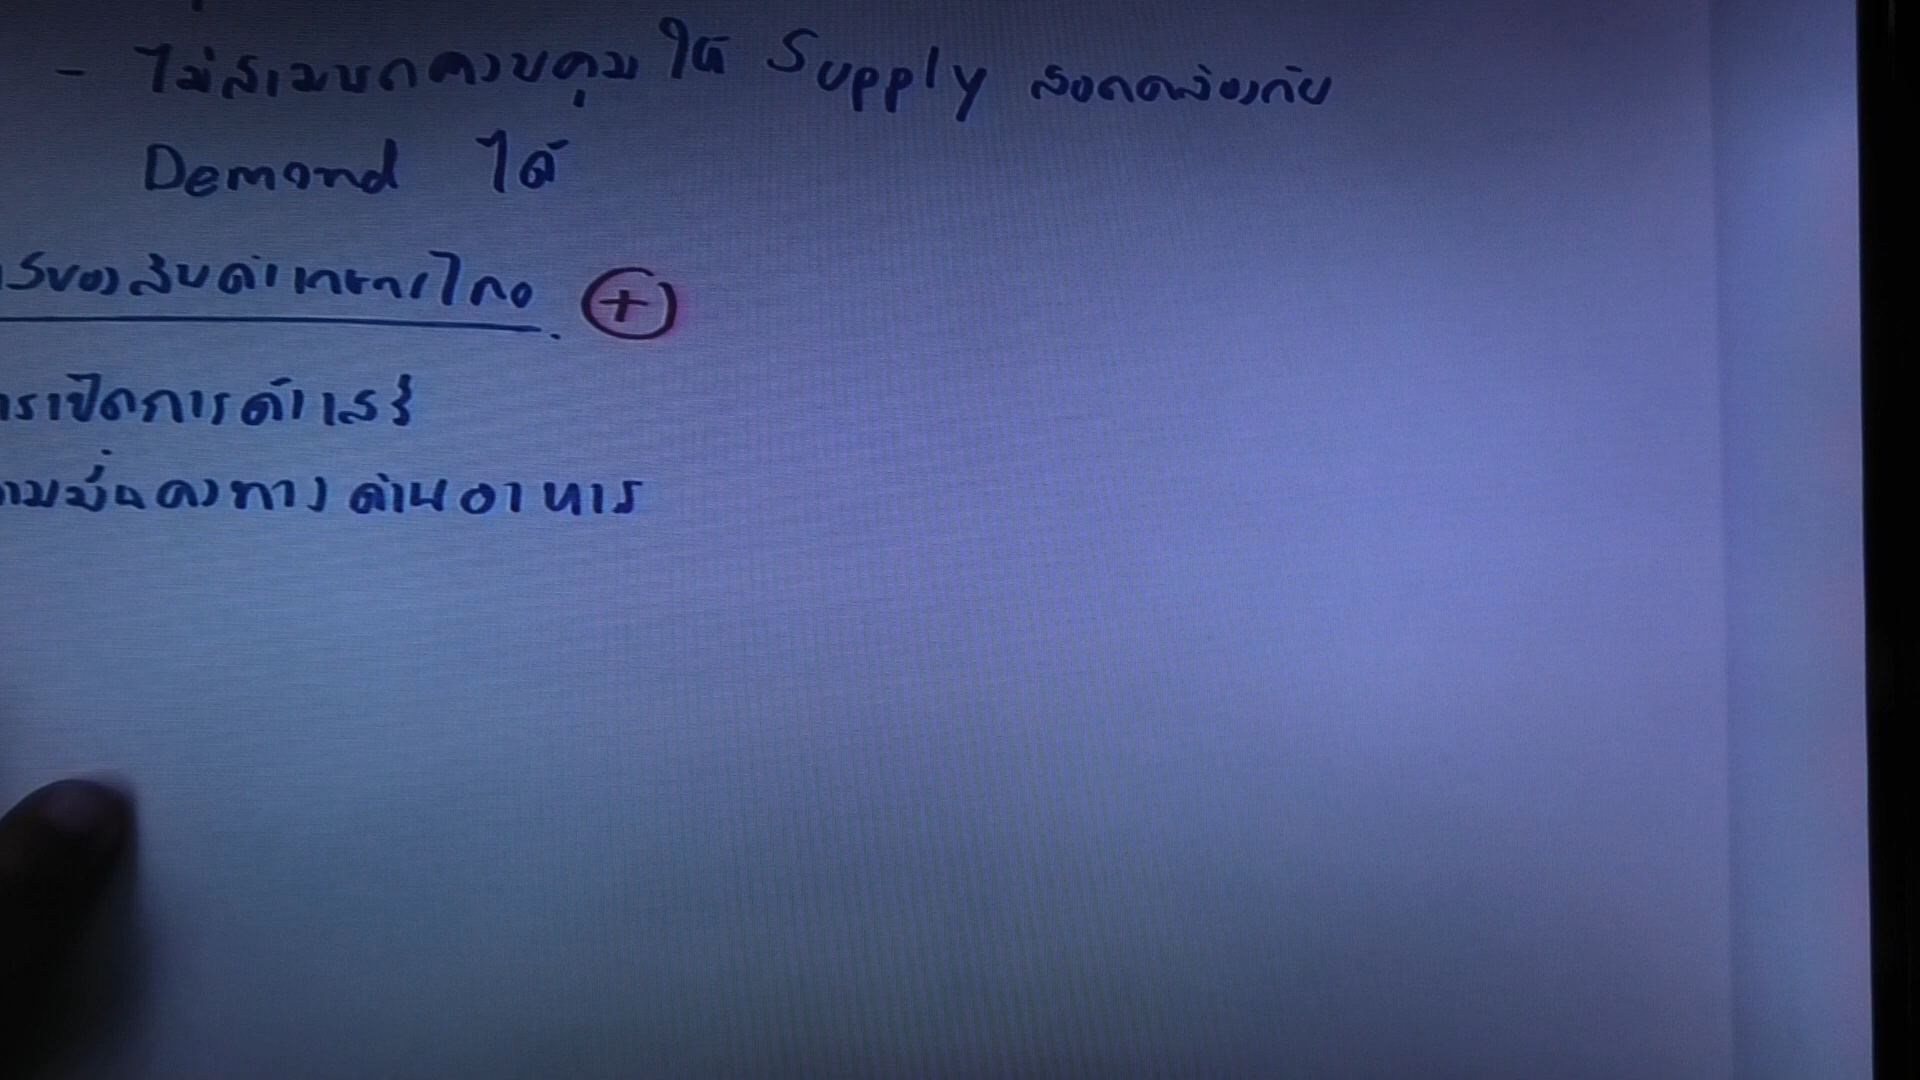 - ไม่สามารถควบคุมให้ Supply สอดคล้องกับ
Demand ได้
รของสินค้าเกษตรไทย. +
ารเปิดการค้าเสรี
ามมั่นคงทางด้านอาหาร